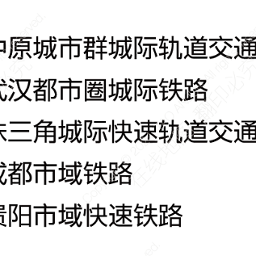 中原城市群城际轨道交通
武汉都市圈城际铁路
珠三角城际快速轨道交通
成都市域铁路
贵阳市域快速铁路